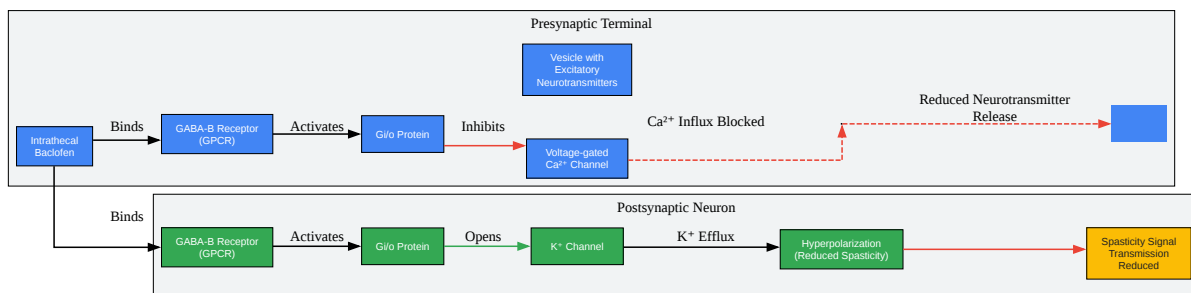 Presynaptic Terminal
Vesicle with
Excitatory
Neurotransmitters
Reduced Neurotransmitter
Release
Intrathecal
Baclofen
Binds
GABA-B Receptor
(GPCR)
Activates
Gi/o Protein
Inhibits
Voltage-gated
Ca²⁺ Channel
Ca²⁺ Influx Blocked
Postsynaptic Neuron
Binds
GABA-B Receptor
(GPCR)
Activates
Gi/o Protein
Opens
K⁺ Channel
K⁺ Efflux
Hyperpolarization
(Reduced Spasticity)
Spasticity Signal
Transmission
Reduced